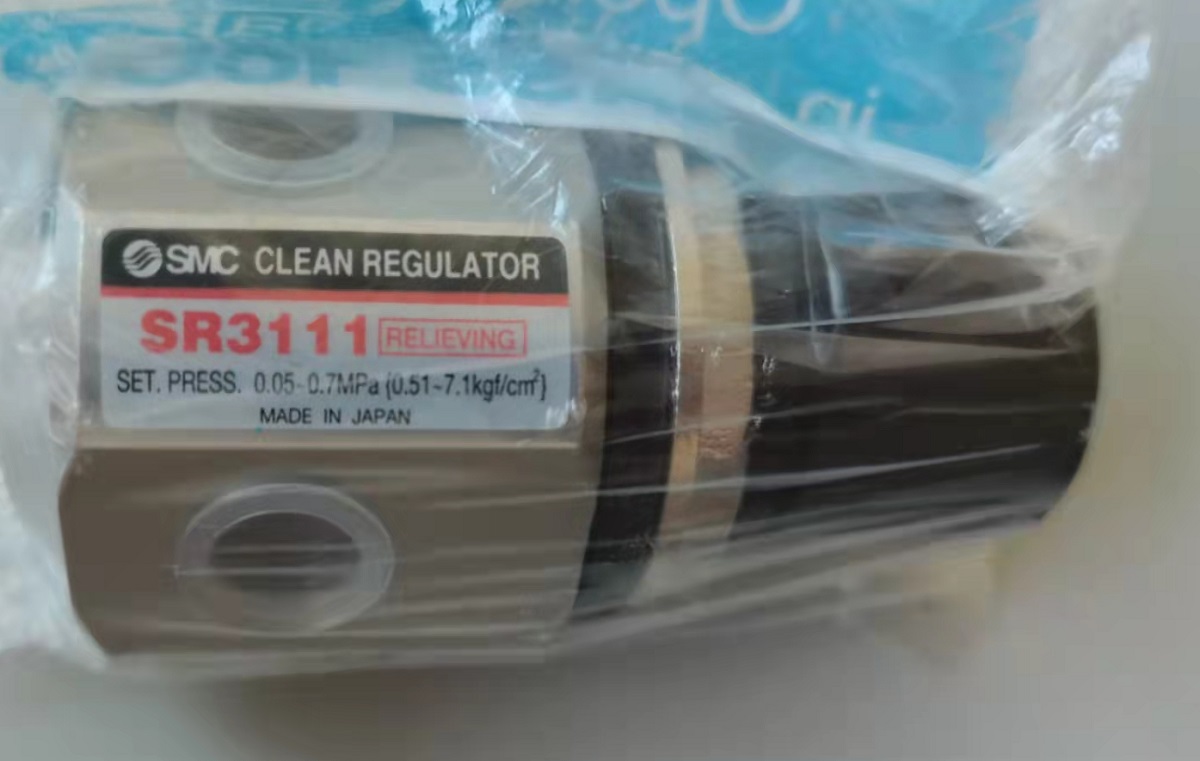 SMC CLEAN REGULATOR
SR3111 RELIEVING
SET. PRESS. 0.05~0.7MPa (0.51~7.1kgf/cm²)
MADE IN JAPAN